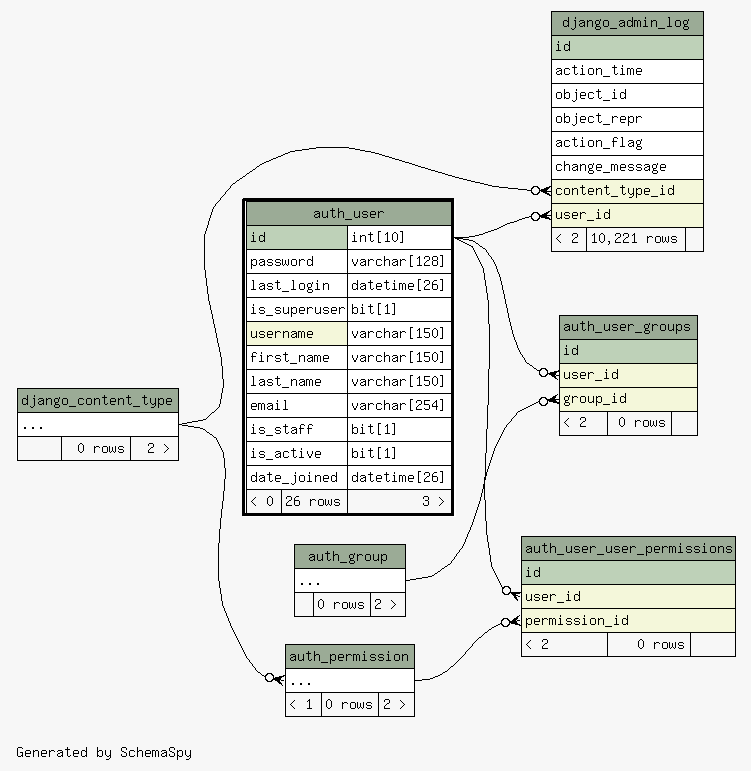 django_admin_log
id
action_time
object_id
object_repr
action_flag
change_message
content_type_id
user_id
< 2 10,221 rows
auth_user
id int[10]
password varchar[128]
last_login datetime[26]
is_superuser bit[1]
username varchar[150]
first_name varchar[150]
last_name varchar[150]
email varchar[254]
is_staff bit[1]
is_active bit[1]
date_joined datetime[26]
< 0 26 rows 3 >
auth_user_groups
id
user_id
group_id
< 2 0 rows
django_content_type
...
0 rows 2 >
auth_group
...
0 rows 2 >
auth_user_user_permissions
id
user_id
permission_id
< 2 0 rows
auth_permission
...
< 1 0 rows 2 >
Generated by SchemaSpy